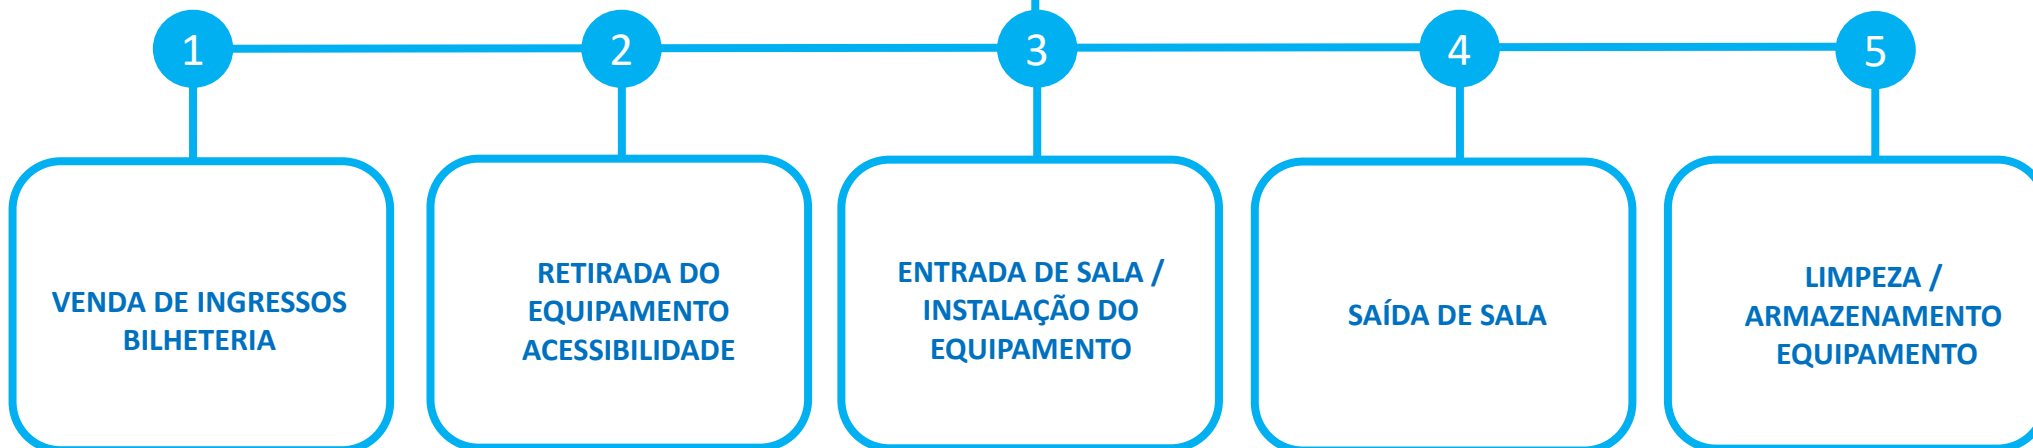 1
2
3
4
5
VENDA DE INGRESSOS
BILHETERIA
RETIRADA DO
EQUIPAMENTO
ACESSIBILIDADE
ENTRADA DE SALA /
INSTALAÇÃO DO
EQUIPAMENTO
SAÍDA DE SALA
LIMPEZA /
ARMAZENAMENTO
EQUIPAMENTO